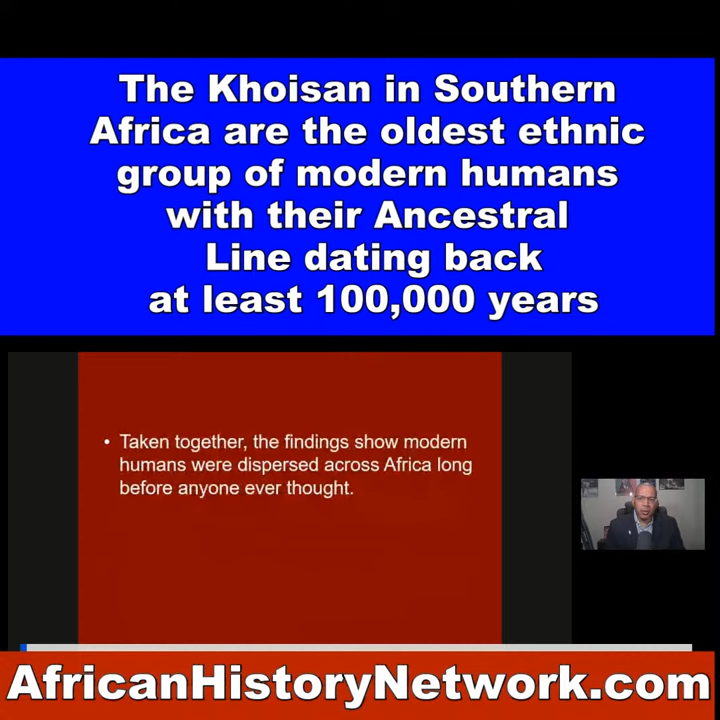 The Khoisan in Southern
Africa are the oldest ethnic
group of modern humans
with their Ancestral
Line dating back
at least 100,000 years
• Taken together, the findings show modern
humans were dispersed across Africa long
before anyone ever thought.
AfricanHistoryNetwork.com